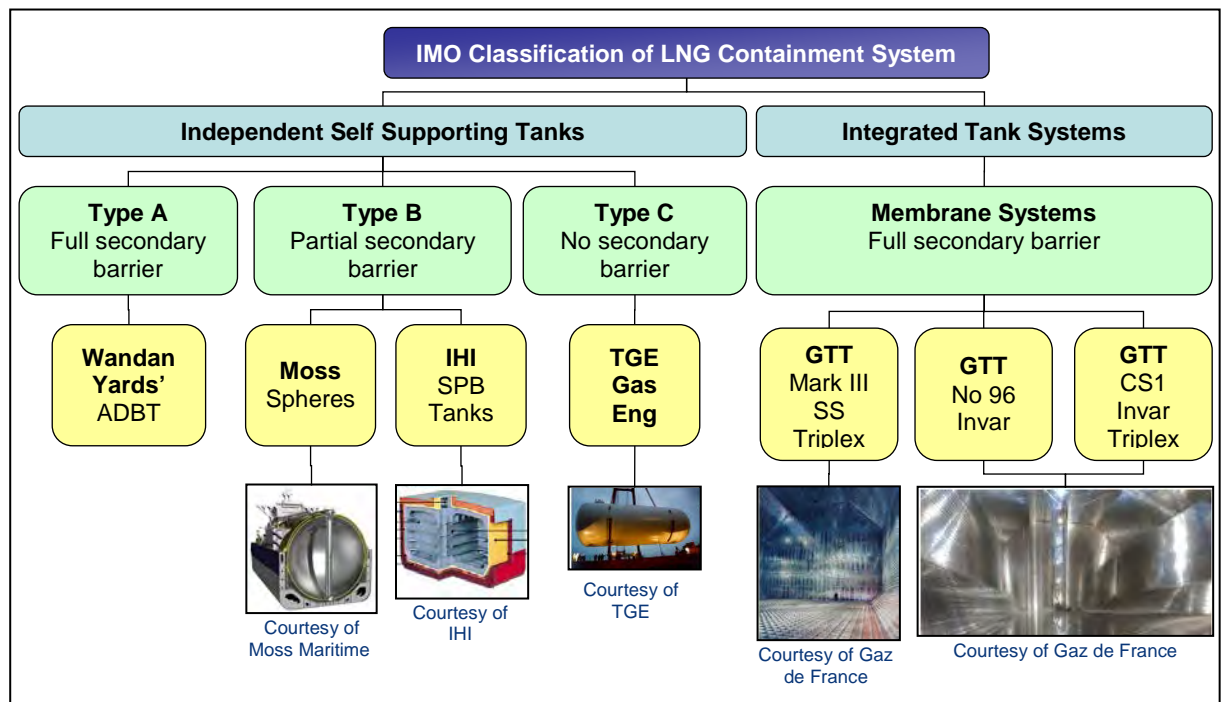 IMO Classification of LNG Containment System
Independent Self Supporting Tanks
Integrated Tank Systems
Type A
Full secondary
barrier
Type B
Partial secondary
barrier
Type C
No secondary
barrier
Membrane Systems
Full secondary barrier
Wandan
Yards’
ADBT
Moss
Spheres
IHI
SPB
Tanks
TGE
Gas
Eng
GTT
Mark III
SS
Triplex
GTT
No 96
Invar
GTT
CS1
Invar
Triplex
Courtesy of
Moss Maritime
Courtesy of
IHI
Courtesy of
TGE
Courtesy of Gaz
de France
Courtesy of Gaz de France